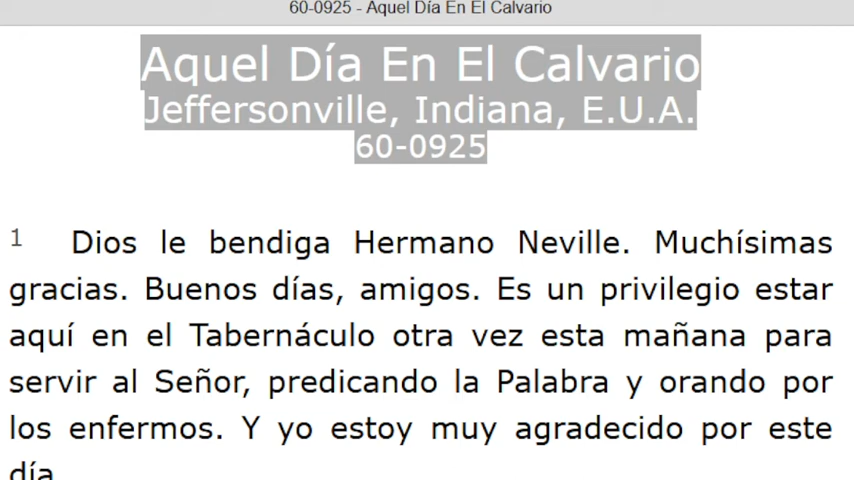 60-0925 - Aquel Día En El Calvario
Aquel Día En El Calvario
Jeffersonville, Indiana, E.U.A.
60-0925
1 Dios le bendiga Hermano Neville. Muchísimas
gracias. Buenos días, amigos. Es un privilegio estar
aquí en el Tabernáculo otra vez esta mañana para
servir al Señor, predicando la Palabra y orando por
los enfermos. Y yo estoy muy agradecido por este
día.